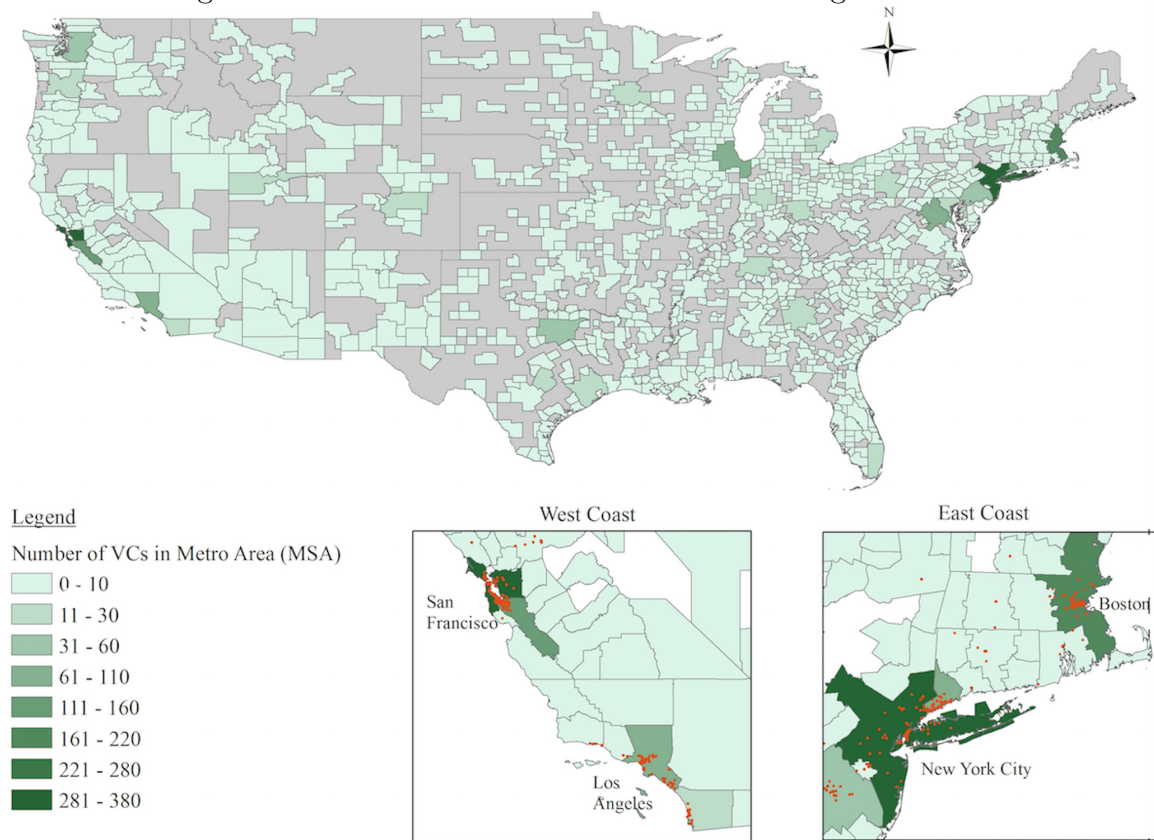 N
Legend
Number of VCs in Metro Area (MSA)
0 - 10
11 - 30
31 - 60
61 - 110
111 - 160
161 - 220
221 - 280
281 - 380
West Coast
San
Francisco
Los
Angeles
East Coast
Boston
New York City